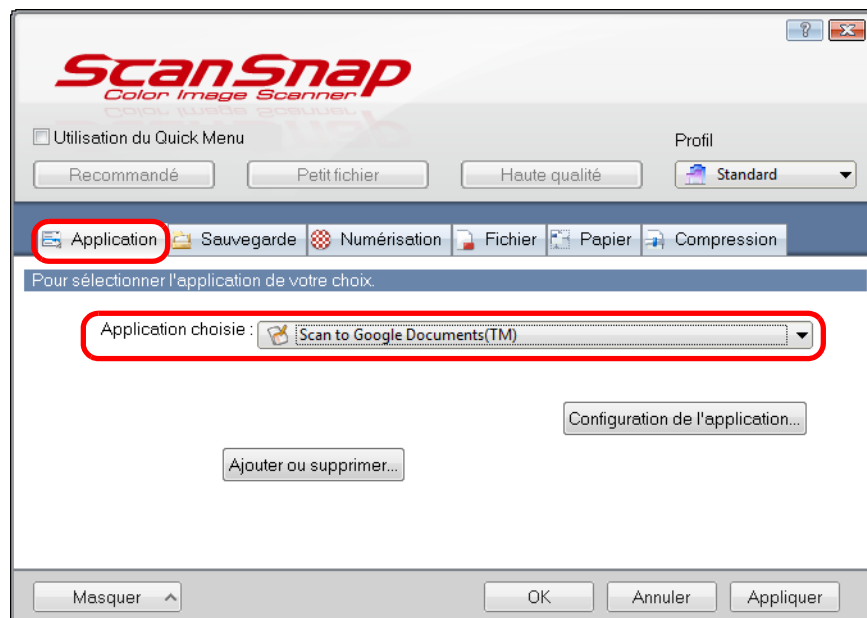 ScanSnap
Color Image Scanner
Utilisation du Quick Menu
Profil
Recommandé Petit fichier Haute qualité Standard
Application Sauvegarde Numérisation Fichier Papier Compression
Pour sélectionner l'application de votre choix.
Application choisie : Scan to Google Documents(TM)
Configuration de l'application...
Ajouter ou supprimer...
Masquer OK Annuler Appliquer